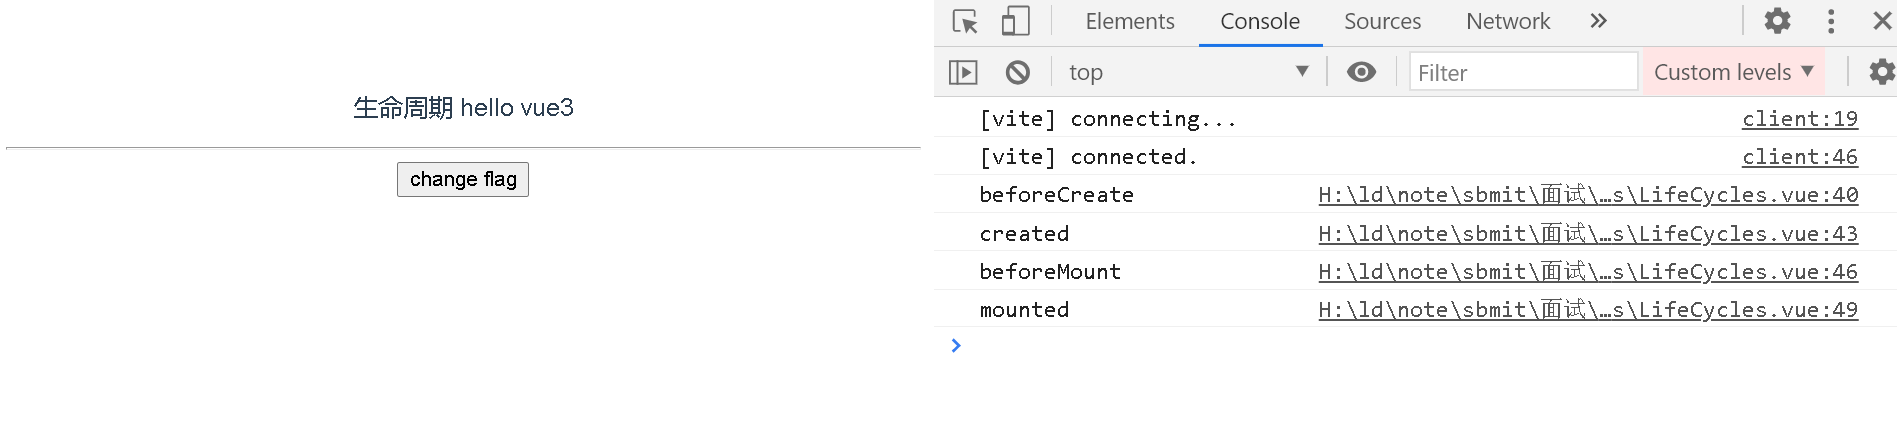 生命周期 hello vue3
change flag
Elements Console Sources Network »
top Filter Custom levels
[vite] connecting... client:19
[vite] connected. client:46
beforeCreate H:\ld\note\sbmit\面试\…s\LifeCycles.vue:40
created H:\ld\note\sbmit\面试\…s\LifeCycles.vue:43
beforeMount H:\ld\note\sbmit\面试\…s\LifeCycles.vue:46
mounted H:\ld\note\sbmit\面试\…s\LifeCycles.vue:49